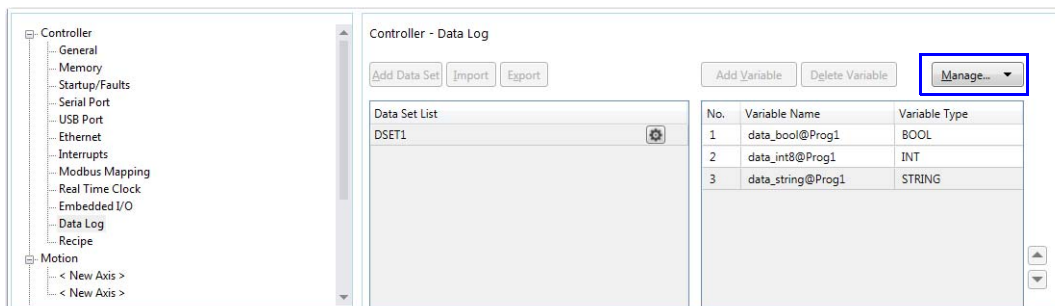 Controller
General
Memory
Startup/Faults
Serial Port
USB Port
Ethernet
Interrupts
Modbus Mapping
Real Time Clock
Embedded I/O
Data Log
Recipe
Motion
< New Axis >
< New Axis >
Controller - Data Log
Add Data Set Import Export
Data Set List
DSET1
Add Variable Delete Variable Manage...
No. Variable Name Variable Type
1 data_bool@Prog1 BOOL
2 data_int8@Prog1 INT
3 data_string@Prog1 STRING